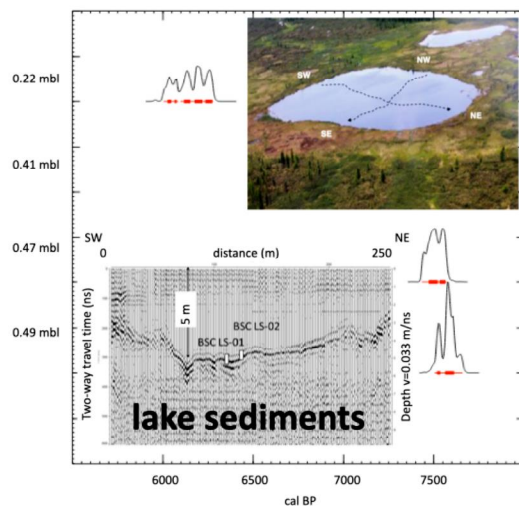 0.22 mbl
0.41 mbl
0.47 mbl
0.49 mbl
SW
NW
SE
NE
SW
NE
0
distance (m)
250
Two-way travel time (ns)
5 m
BSC LS-01
BSC LS-02
Depth v=0.033 m/ns
lake sediments
6000
6500
7000
7500
cal BP